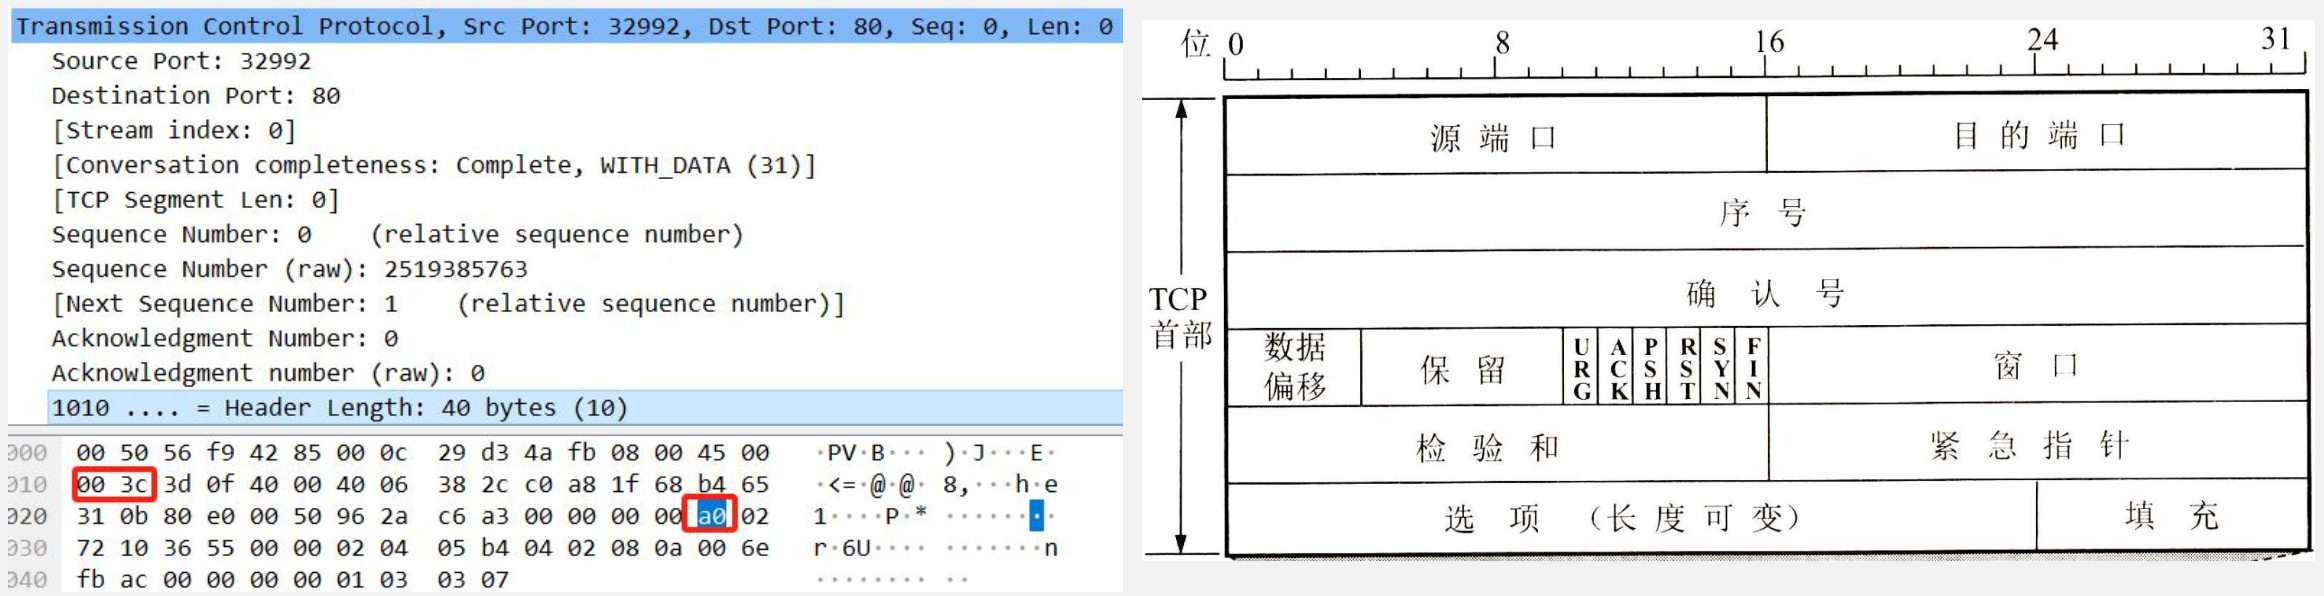 Transmission Control Protocol, Src Port: 32992, Dst Port: 80, Seq: 0, Len: 0
Source Port: 32992
Destination Port: 80
[Stream index: 0]
[Conversation completeness: Complete, WITH_DATA (31)]
[TCP Segment Len: 0]
Sequence Number: 0    (relative sequence number)
Sequence Number (raw): 2519385763
[Next Sequence Number: 1    (relative sequence number)]
Acknowledgment Number: 0
Acknowledgment number (raw): 0
1010 .... = Header Length: 40 bytes (10)
000 00 50 56 f9 42 85 00 0c 29 d3 4a fb 08 00 45 00 ·PV·B··· )·J···E·
010 00 3c 3d 0f 40 00 40 06 38 2c c0 a8 1f 68 b4 65 ·<=·@·@· 8,···h·e
020 31 0b 80 e0 00 50 96 2a c6 a3 00 00 00 00 a0 02 1····P·* ········
030 72 10 36 55 00 00 02 04 05 b4 04 02 08 0a 00 6e r·6U···· ·······n
040 fb ac 00 00 00 00 01 03 03 07 ········ ··
位 0 8 16 24 31
TCP首部
源端口 目的端口
序号
确认号
数据偏移 保留 URG ACK PSH RST SYN FIN 窗口
检验和 紧急指针
选项（长度可变） 填充